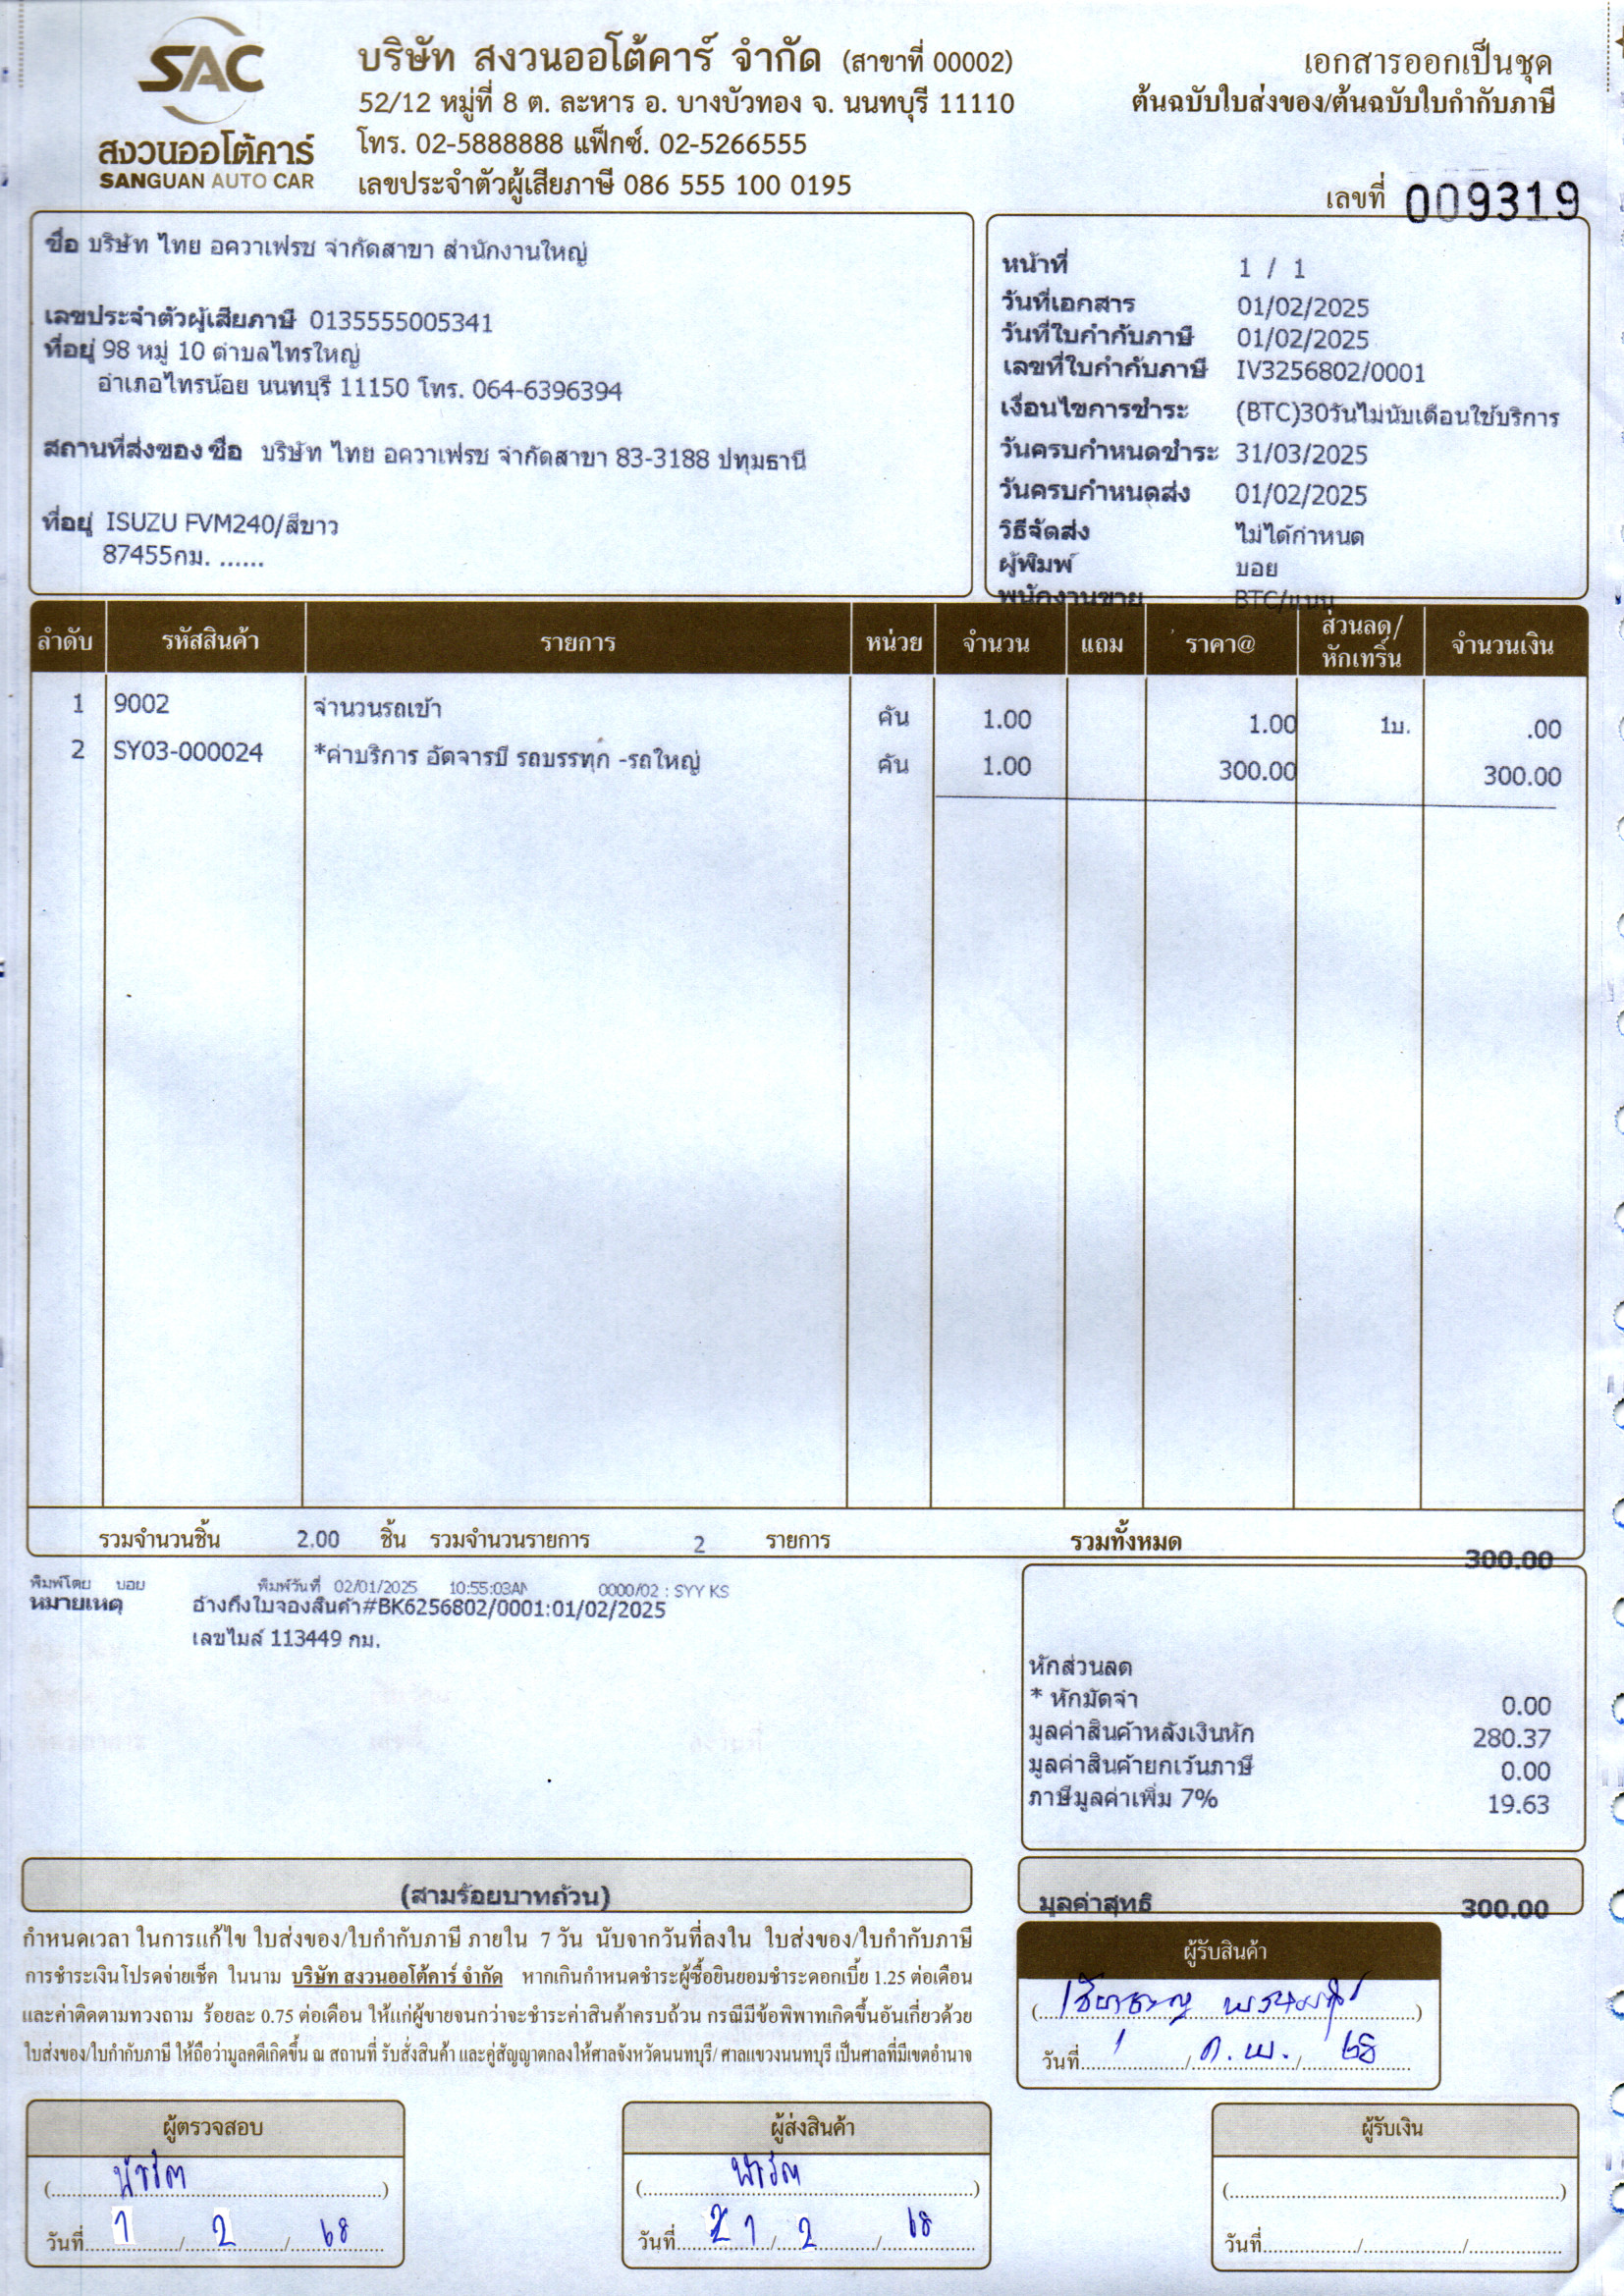 SAC
สงวนออโต้คาร์
SANGUAN AUTO CAR
บริษัท สงวนออโต้คาร์ จำกัด (สาขาที่ 00002)
52/12 หมู่ที่ 8 ต. ละหาร อ. บางบัวทอง จ. นนทบุรี 11110
โทร. 02-5888888 แฟ็กซ์. 02-5266555
เลขประจำตัวผู้เสียภาษี 086 555 100 0195
เอกสารออกเป็นชุด
ต้นฉบับใบส่งของ/ต้นฉบับใบกำกับภาษี
เลขที่ 009319
ชื่อ บริษัท ไทย อควาเฟรช จำกัดสาขา สำนักงานใหญ่
เลขประจำตัวผู้เสียภาษี 0135555005341
ที่อยู่ 98 หมู่ 10 ตำบลไทรใหญ่
อำเภอไทรน้อย นนทบุรี 11150 โทร. 064-6396394
สถานที่ส่งของ ชื่อ บริษัท ไทย อควาเฟรช จำกัดสาขา 83-3188 ปทุมธานี
ที่อยู่ ISUZU FVM240/สีขาว
87455กม. ......
หน้าที่ 1 / 1
วันที่เอกสาร 01/02/2025
วันที่ใบกำกับภาษี 01/02/2025
เลขที่ใบกำกับภาษี IV3256802/0001
เงื่อนไขการชำระ (BTC)30วันไม่นับเดือนใช้บริการ
วันครบกำหนดชำระ 31/03/2025
วันครบกำหนดส่ง 01/02/2025
วิธีจัดส่ง ไม่ได้กำหนด
ผู้พิมพ์ บอย
พนักงานขาย BTC/แบบ
ลำดับ รหัสสินค้า รายการ หน่วย จำนวน แถม ราคา@ ส่วนลด/หักเทริ์น จำนวนเงิน
1 9002 จำนวนรถเข้า คัน 1.00 1.00 1บ. .00
2 SY03-000024 *ค่าบริการ อัดจารบี รถบรรทุก -รถใหญ่ คัน 1.00 300.00 300.00
รวมจำนวนชิ้น 2.00 ชิ้น รวมจำนวนรายการ 2 รายการ รวมทั้งหมด 300.00
พิมพ์โดย บอย พิมพ์วันที่ 02/01/2025 10:55:03AM 0000/02 : SYY KS
หมายเหตุ อ้างถึงใบจองสินค้า#BK6256802/0001:01/02/2025
เลขไมล์ 113449 กม.
หักส่วนลด
* หักมัดจำ 0.00
มูลค่าสินค้าหลังเงินหัก 280.37
มูลค่าสินค้ายกเว้นภาษี 0.00
ภาษีมูลค่าเพิ่ม 7% 19.63
(สามร้อยบาทถ้วน)
มูลค่าสุทธิ 300.00
กำหนดเวลา ในการแก้ไข ใบส่งของ/ใบกำกับภาษี ภายใน 7 วัน นับจากวันที่ลงใน ใบส่งของ/ใบกำกับภาษี
การชำระเงินโปรดจ่ายเช็ค ในนาม บริษัท สงวนออโต้คาร์ จำกัด หากเกินกำหนดชำระผู้ซื้อยินยอมชำระดอกเบี้ย 1.25 ต่อเดือน
และค่าติดตามทวงถาม ร้อยละ 0.75 ต่อเดือน ให้แก่ผู้ขายจนกว่าจะชำระค่าสินค้าครบถ้วน กรณีมีข้อพิพาทเกิดขึ้นอันเกี่ยวด้วย
ใบส่งของ/ใบกำกับภาษี ให้ถือว่ามูลคดีเกิดขึ้น ณ สถานที่ รับสั่งสินค้า และคู่สัญญาตกลงให้ศาลจังหวัดนนทบุรี/ ศาลแขวงนนทบุรี เป็นศาลที่มีเขตอำนาจ
ผู้รับสินค้า
วันที่ 1 / ก.พ. / 68
ผู้ตรวจสอบ
วันที่ 1 / 2 / 68
ผู้ส่งสินค้า
วันที่ 1 / 2 / 68
ผู้รับเงิน
วันที่ / /